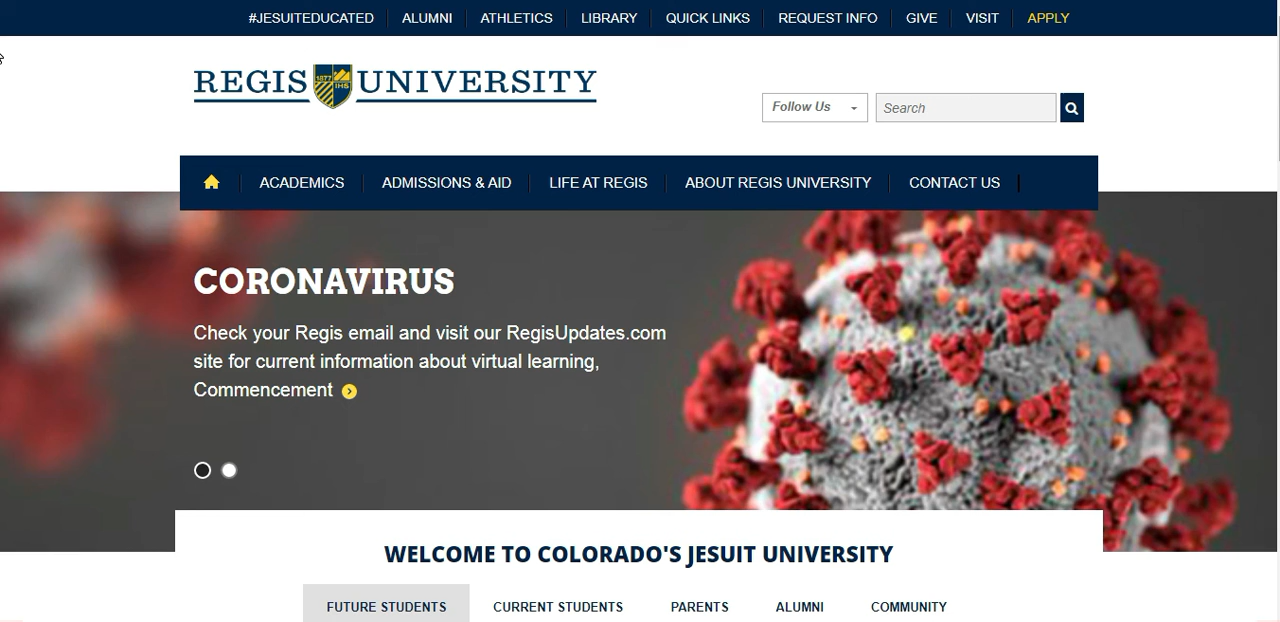 #JESUITEDUCATED ALUMNI ATHLETICS LIBRARY QUICK LINKS REQUEST INFO GIVE VISIT APPLY
REGIS 1877 IHS UNIVERSITY
Follow Us Search
ACADEMICS ADMISSIONS & AID LIFE AT REGIS ABOUT REGIS UNIVERSITY CONTACT US
CORONAVIRUS
Check your Regis email and visit our RegisUpdates.com
site for current information about virtual learning,
Commencement
WELCOME TO COLORADO'S JESUIT UNIVERSITY
FUTURE STUDENTS CURRENT STUDENTS PARENTS ALUMNI COMMUNITY